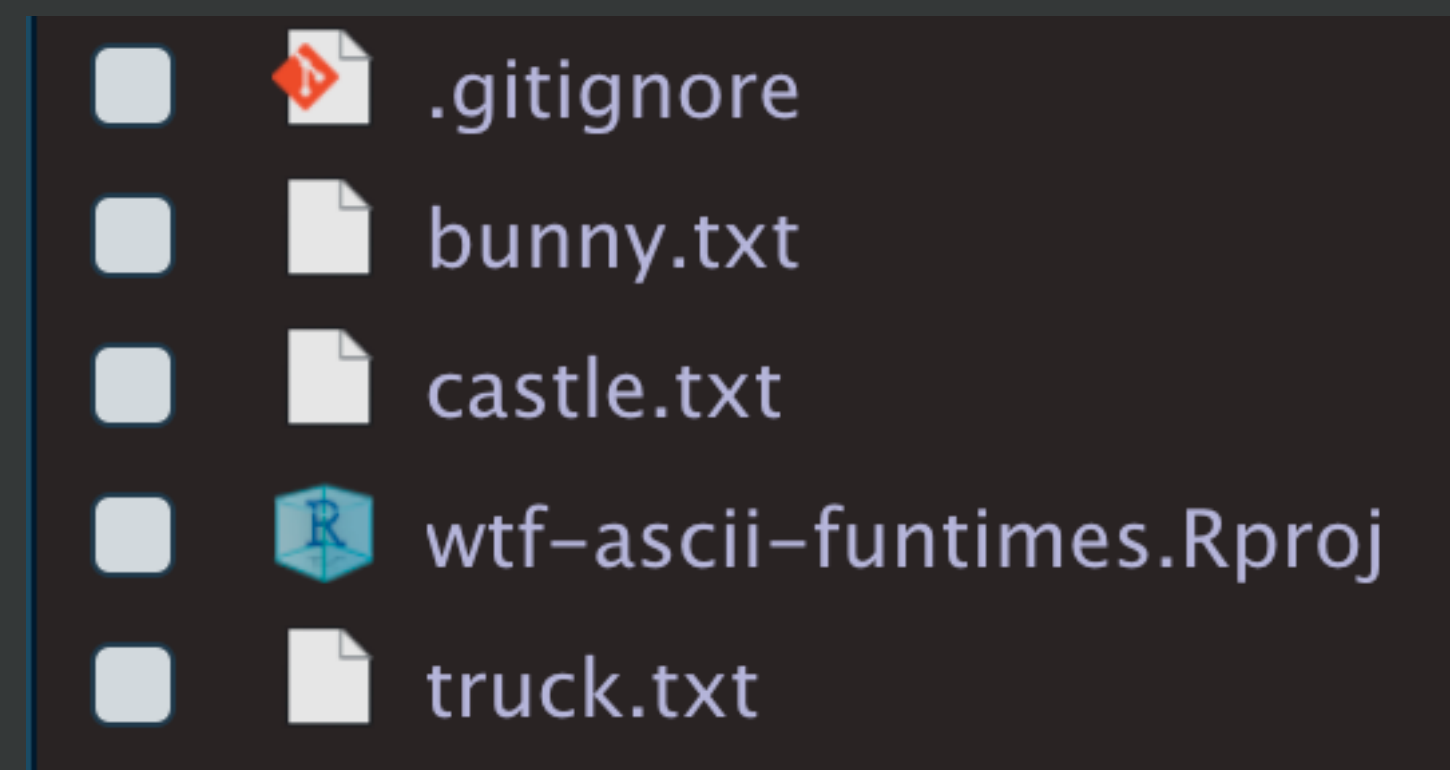 .gitignore
bunny.txt
castle.txt
R
wtf-ascii-funtimes.Rproj
truck.txt